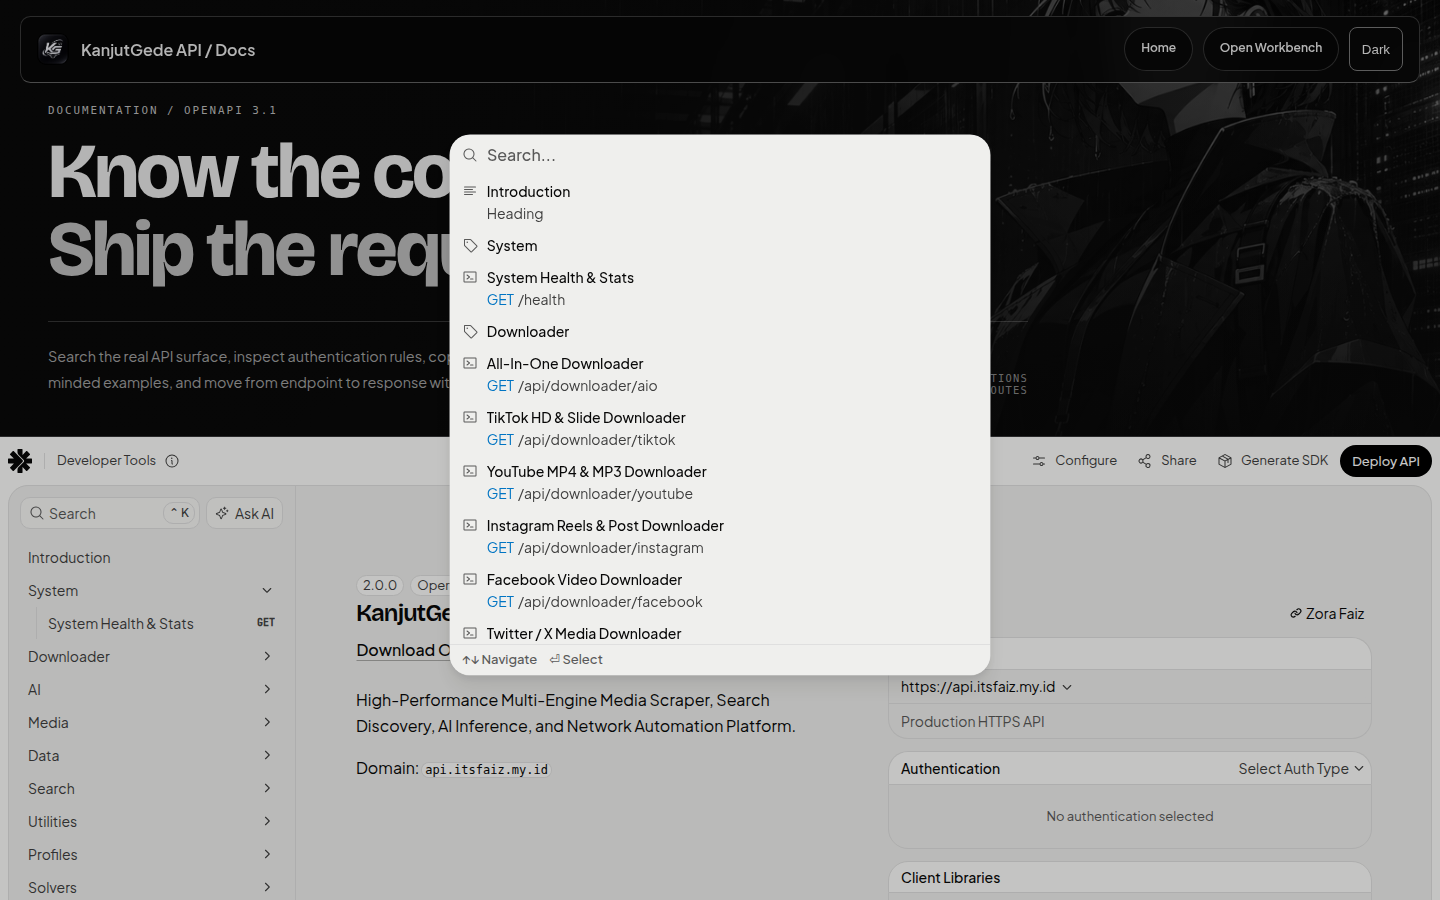 KanjutGede API / Docs
Home
Open Workbench
Dark
DOCUMENTATION / OPENAPI 3.1
Know the co
Ship the requ
Search the real API surface, inspect authentication rules, cop
minded examples, and move from endpoint to response wit
TIONS
OUTES
Search...
Introduction
Heading
System
System Health & Stats
GET /health
Downloader
All-In-One Downloader
GET /api/downloader/aio
TikTok HD & Slide Downloader
GET /api/downloader/tiktok
YouTube MP4 & MP3 Downloader
GET /api/downloader/youtube
Instagram Reels & Post Downloader
GET /api/downloader/instagram
Facebook Video Downloader
GET /api/downloader/facebook
Twitter / X Media Downloader
↑↓ Navigate ⏎ Select
Developer Tools
Configure
Share
Generate SDK
Deploy API
Search
⌃ K
Ask AI
Introduction
System
System Health & Stats GET
Downloader
AI
Media
Data
Search
Utilities
Profiles
Solvers
2.0.0
Oper
KanjutGe
Download O
High-Performance Multi-Engine Media Scraper, Search
Discovery, AI Inference, and Network Automation Platform.
Domain: api.itsfaiz.my.id
Zora Faiz
https://api.itsfaiz.my.id
Production HTTPS API
Authentication
Select Auth Type
No authentication selected
Client Libraries